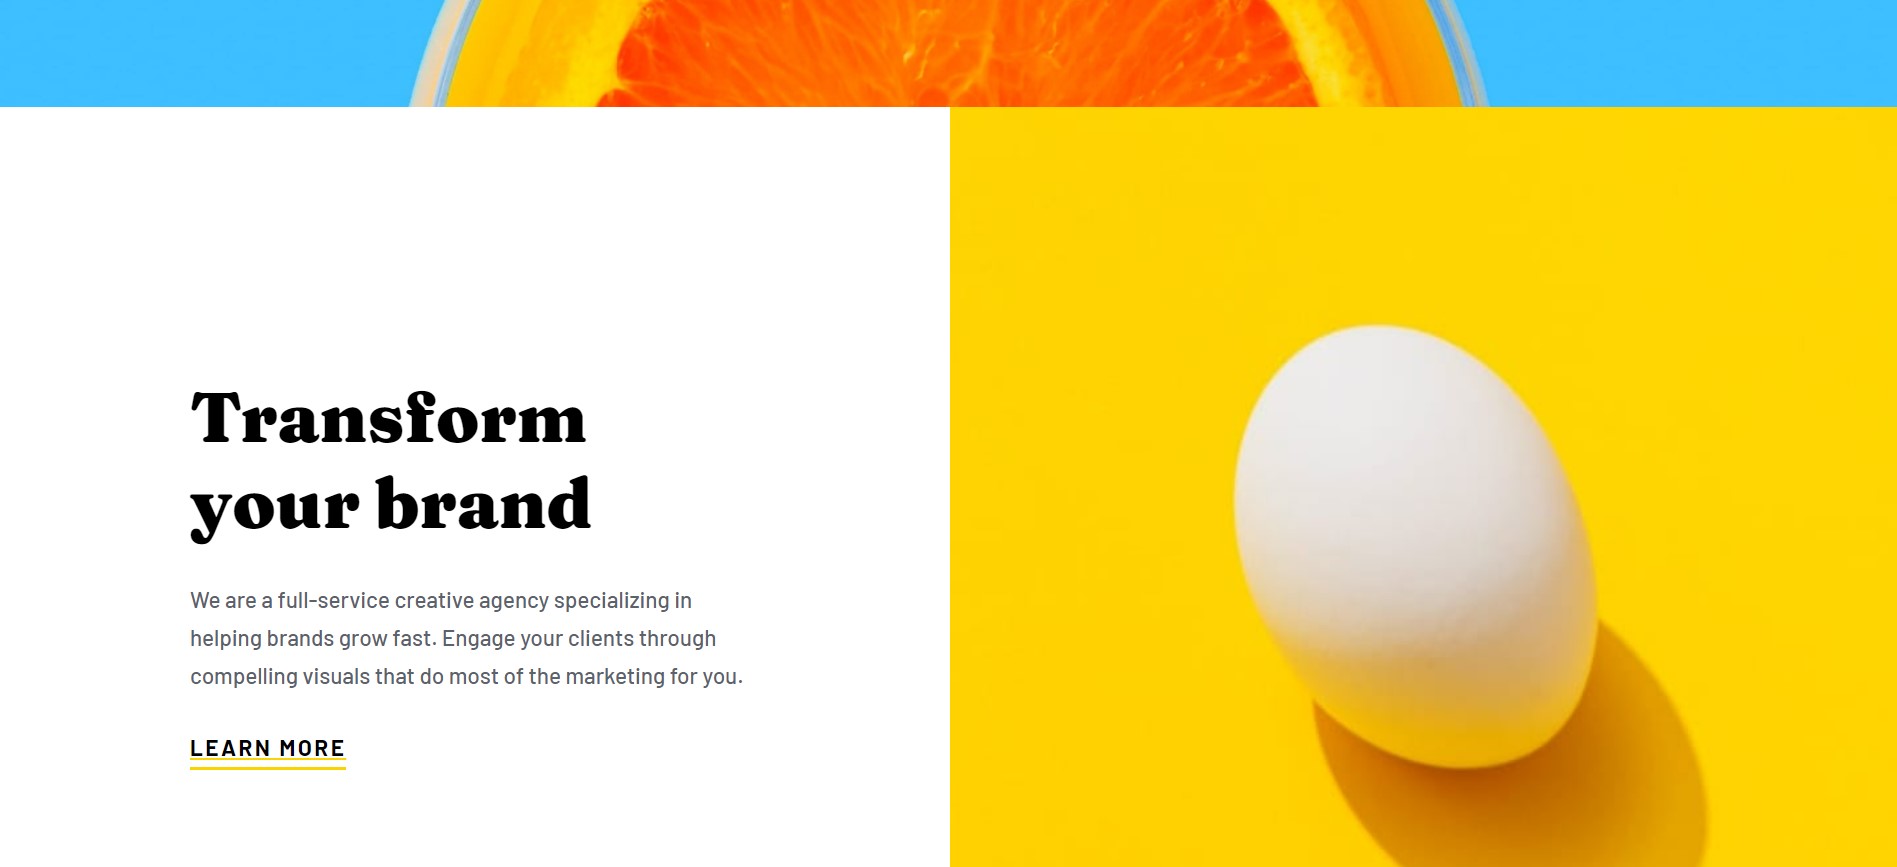 Transform
your brand
We are a full-service creative agency specializing in
helping brands grow fast. Engage your clients through
compelling visuals that do most of the marketing for you.
LEARN MORE